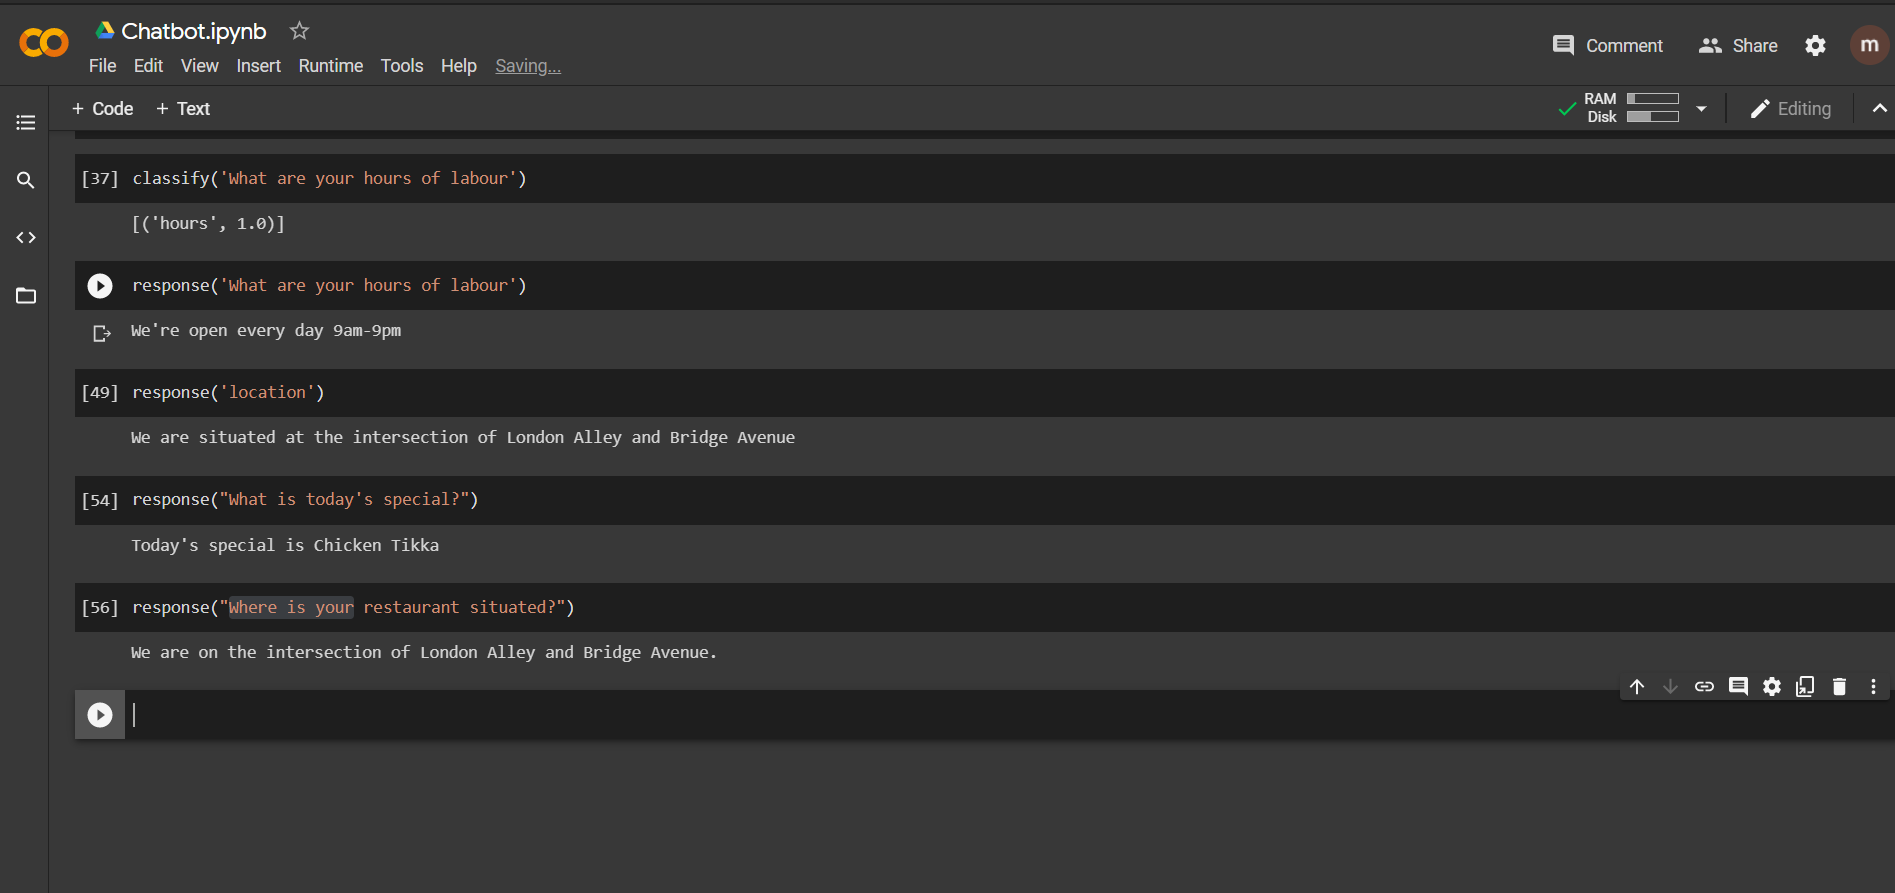 Chatbot.ipynb
Comment
Share
m
File Edit View Insert Runtime Tools Help Saving...
+ Code + Text
RAM
Disk
Editing
[37] classify('What are your hours of labour')
[('hours', 1.0)]
response('What are your hours of labour')
We're open every day 9am-9pm
[49] response('location')
We are situated at the intersection of London Alley and Bridge Avenue
[54] response("What is today's special?")
Today's special is Chicken Tikka
[56] response("Where is your restaurant situated?")
We are on the intersection of London Alley and Bridge Avenue.